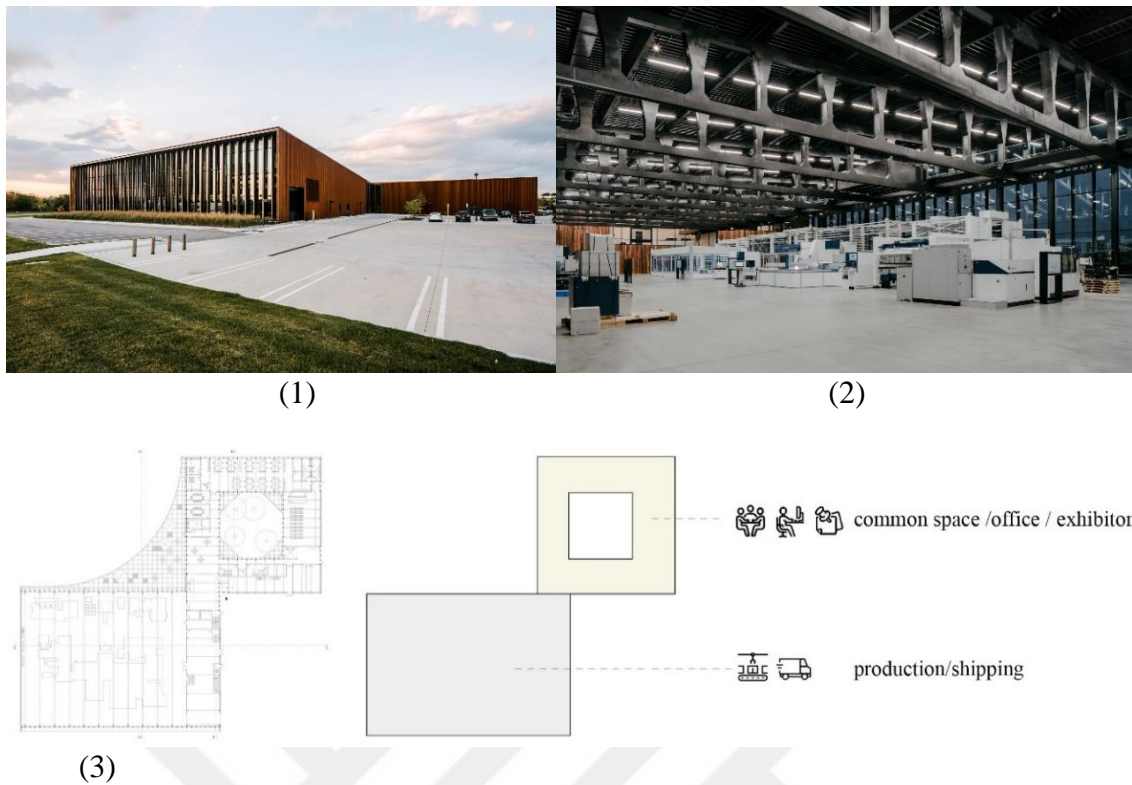 (1)
(2)
common space /office / exhibitor
production/shipping
(3)